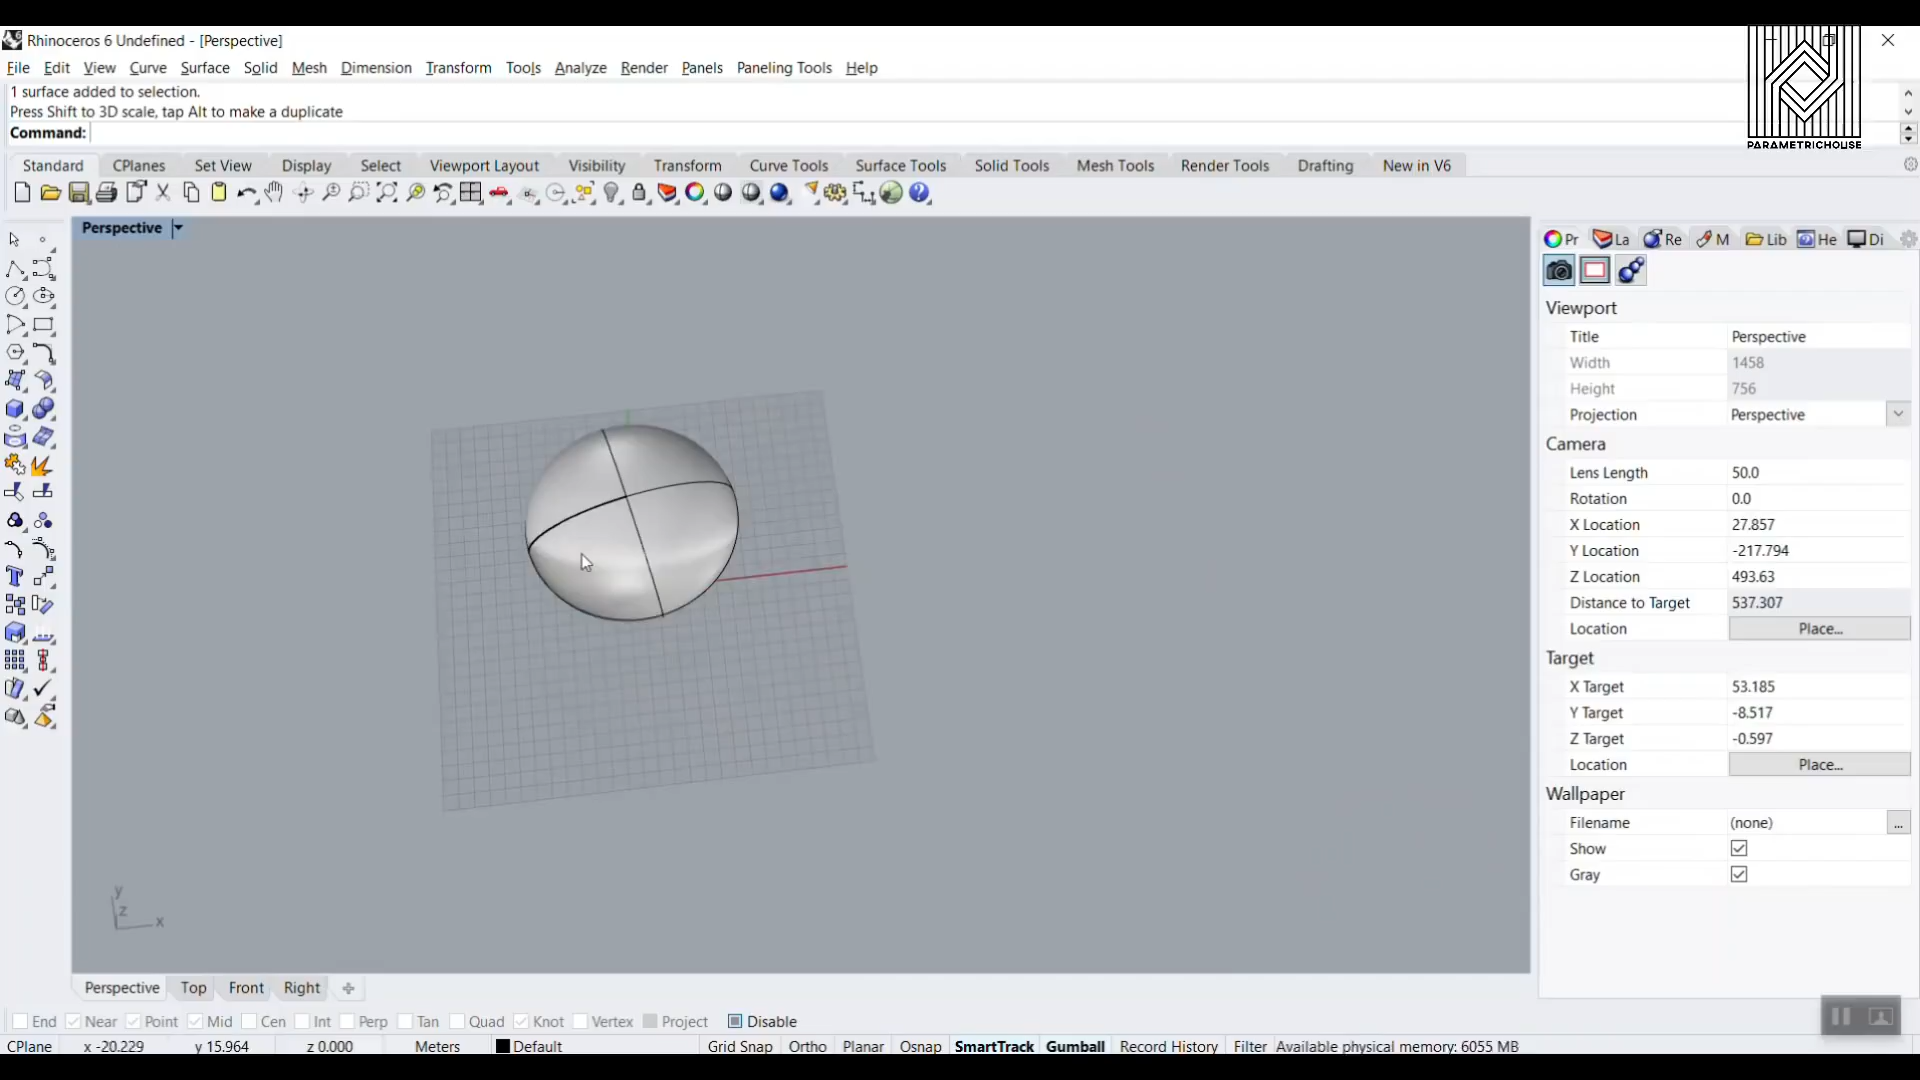 Rhinoceros 6 Undefined - [Perspective]
File Edit View Curve Surface Solid Mesh Dimension Transform Tools Analyze Render Panels Paneling Tools Help
1 surface added to selection.
Press Shift to 3D scale, tap Alt to make a duplicate
Command:
PARAMETRICHOUSE
Standard CPlanes Set View Display Select Viewport Layout Visibility Transform Curve Tools Surface Tools Solid Tools Mesh Tools Render Tools Drafting New in V6
Perspective
Pr La Re M Lib He Di
Viewport
Title Perspective
Width 1458
Height 756
Projection Perspective
Camera
Lens Length 50.0
Rotation 0.0
X Location 27.857
Y Location -217.794
Z Location 493.63
Distance to Target 537.307
Location Place...
Target
X Target 53.185
Y Target -8.517
Z Target -0.597
Location Place...
Wallpaper
Filename (none) ...
Show
Gray
y
z
x
Perspective Top Front Right
End Near Point Mid Cen Int Perp Tan Quad Knot Vertex Project Disable
CPlane x -20.229 y 15.964 z 0.000 Meters Default Grid Snap Ortho Planar Osnap SmartTrack Gumball Record History Filter Available physical memory: 6055 MB